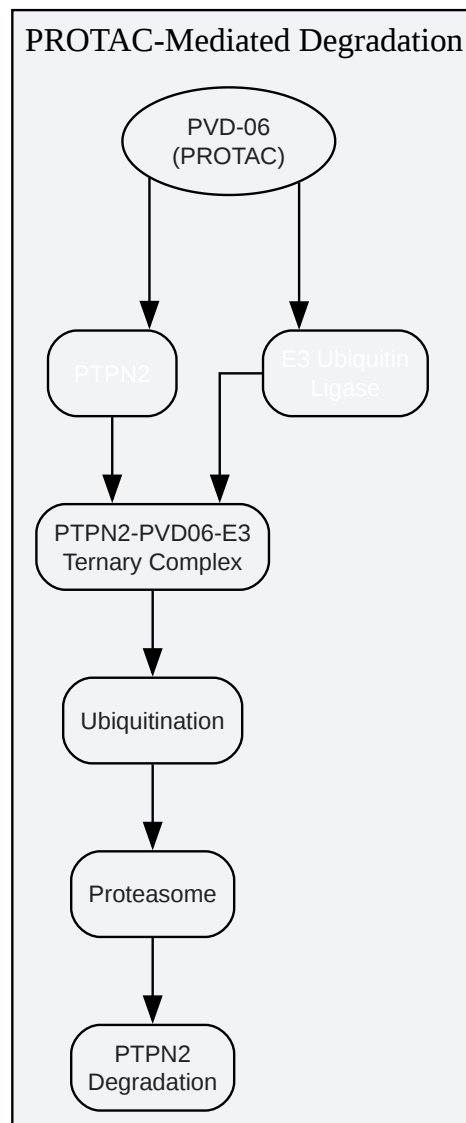 PROTAC-Mediated Degradation
PVD-06
(PROTAC)
PTPN2
E3 Ubiquitin
Ligase
PTPN2-PVD06-E3
Ternary Complex
Ubiquitination
Proteasome
PTPN2
Degradation